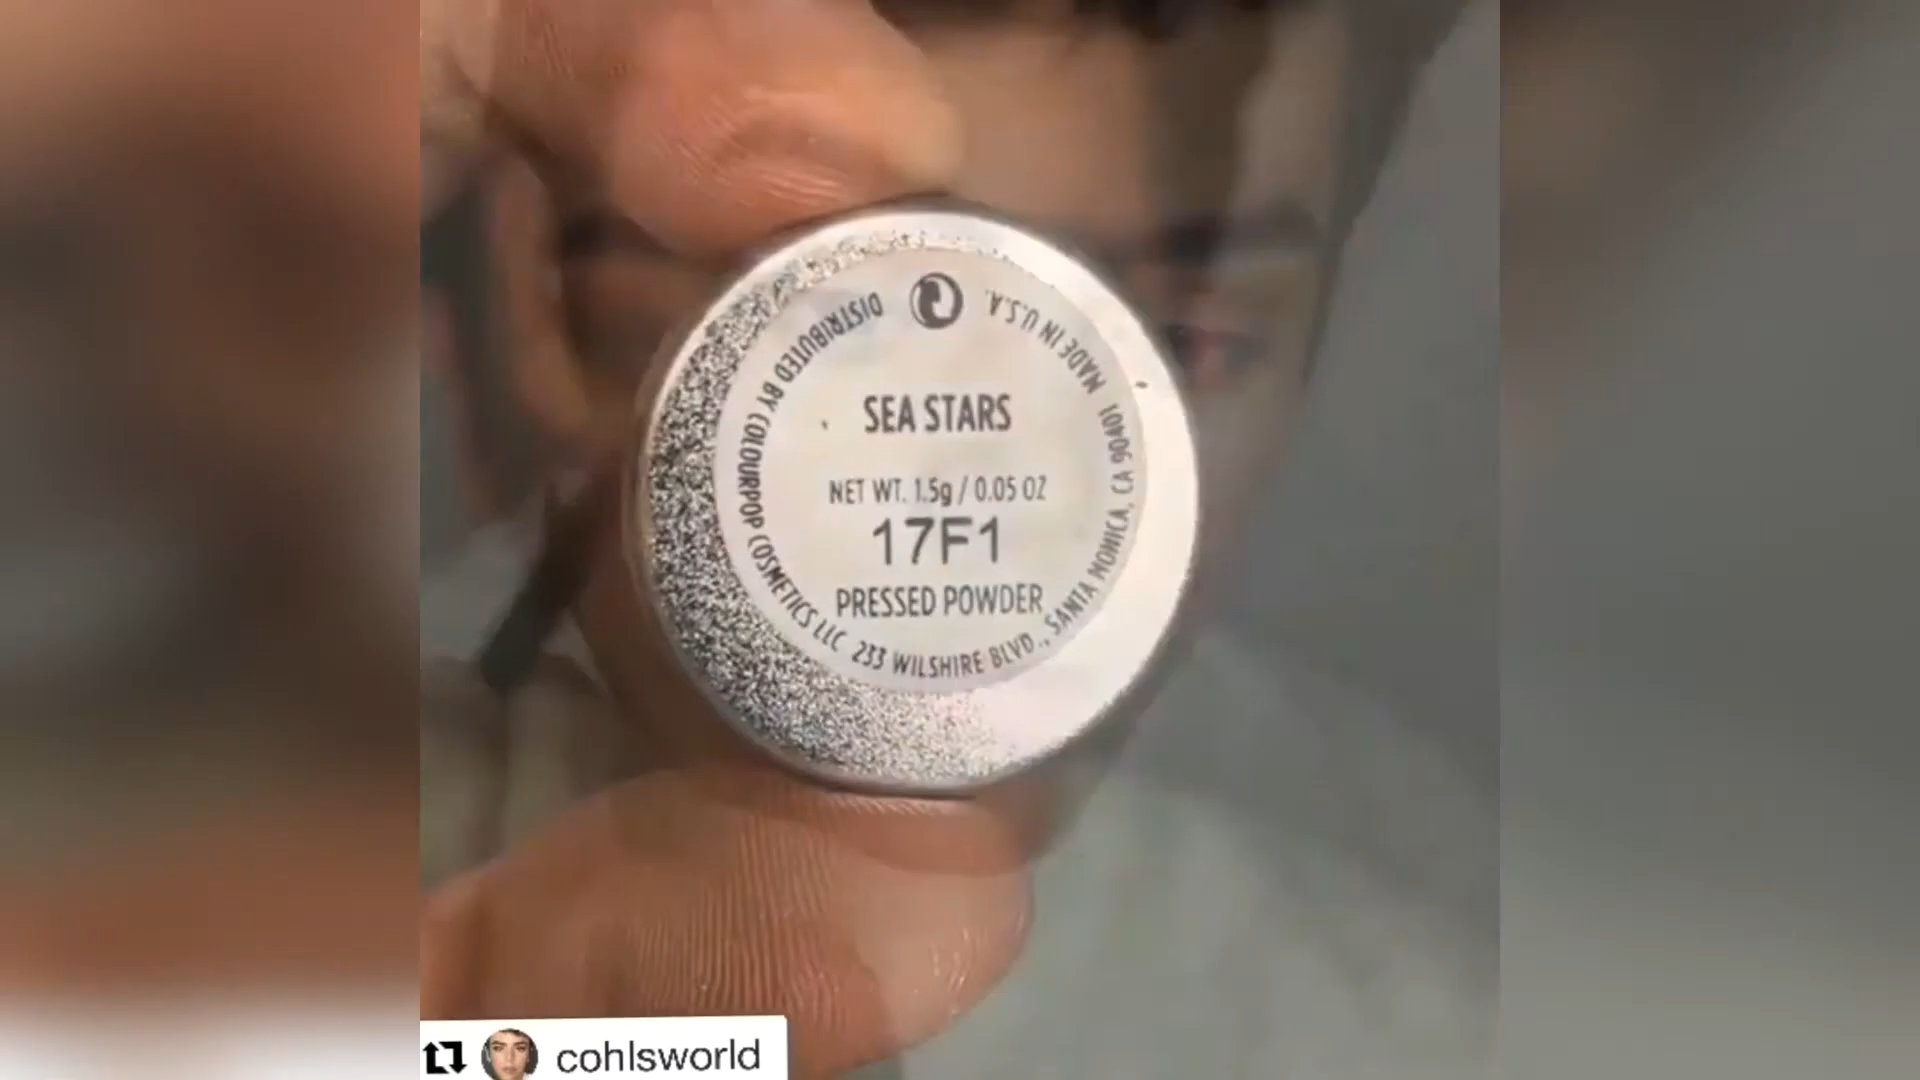 SEA STARS
NET WT. 1.5g / 0.05 OZ
17F1
PRESSED POWDER
DISTRIBUTED BY COLOURPOP COSMETICS LLC 233 WILSHIRE BLVD., SANTA MONICA, CA 90401 MADE IN U.S.A.
cohlsworld